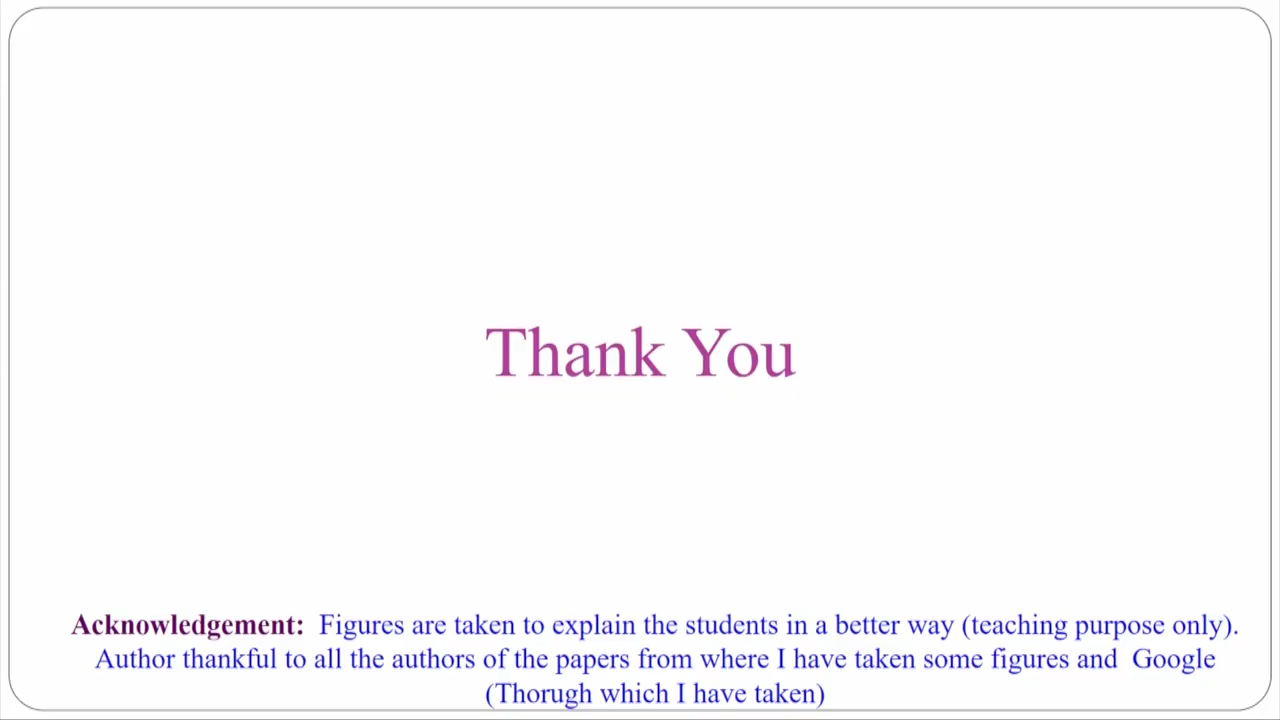 Thank You
Acknowledgement: Figures are taken to explain the students in a better way (teaching purpose only).
Author thankful to all the authors of the papers from where I have taken some figures and Google
(Thorugh which I have taken)